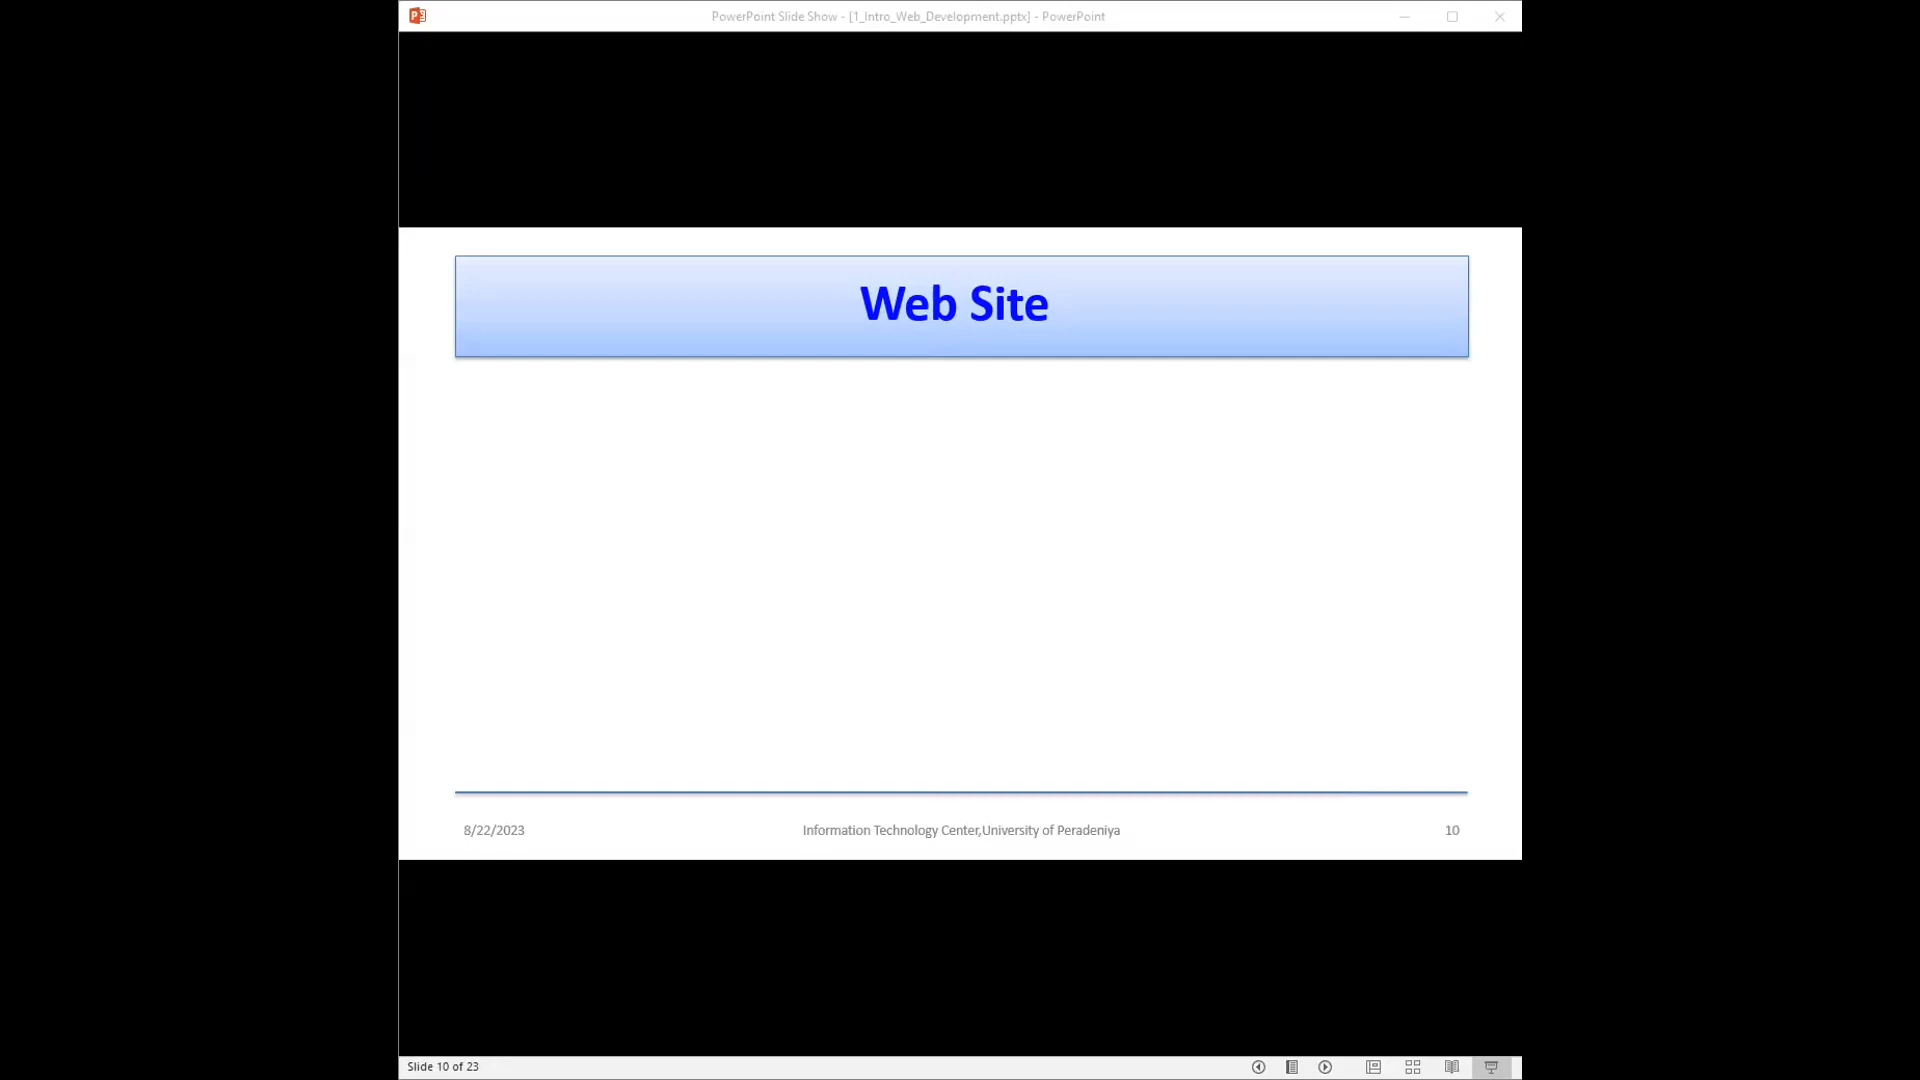 PowerPoint Slide Show - [1_Intro_Web_Development.pptx] - PowerPoint
Web Site
8/22/2023
Information Technology Center,University of Peradeniya
10
Slide 10 of 23